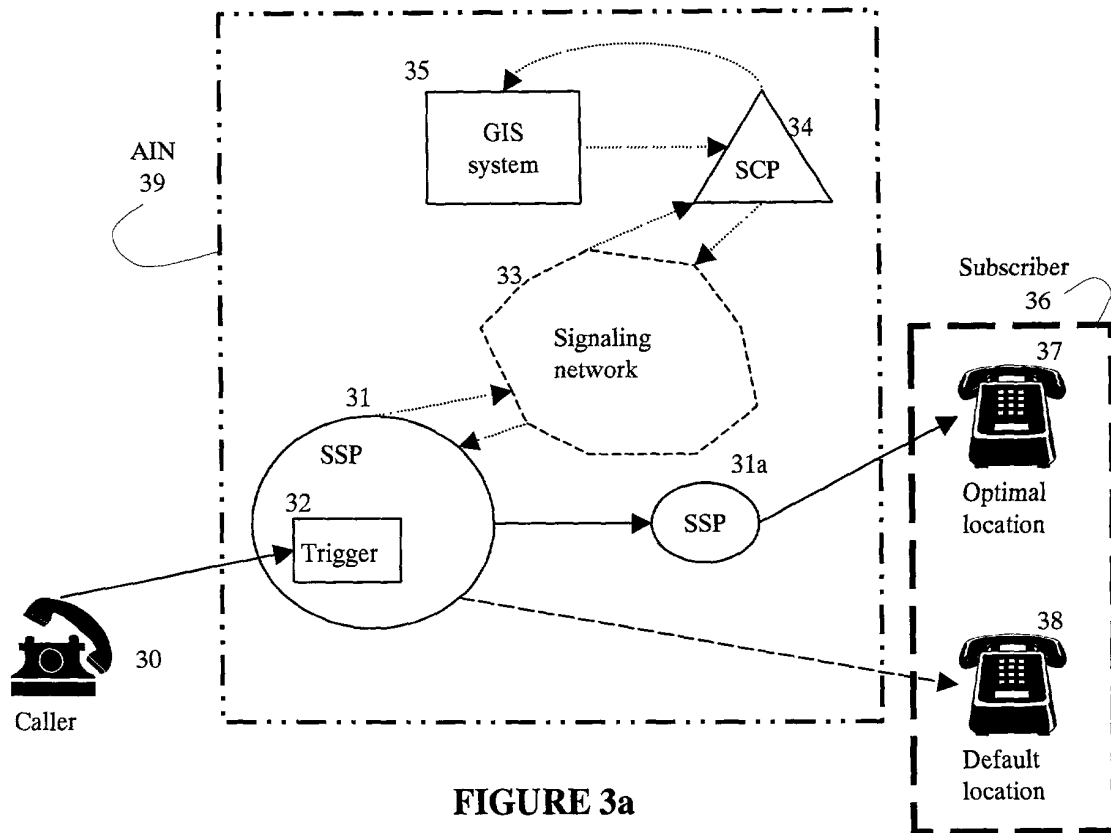 35
GIS
system
34
SCP
AIN
39
33
Signaling
network
Subscriber
36
37
31
SSP
31a
SSP
Optimal
location
32
Trigger
38
30
Caller
Default
location
FIGURE 3a